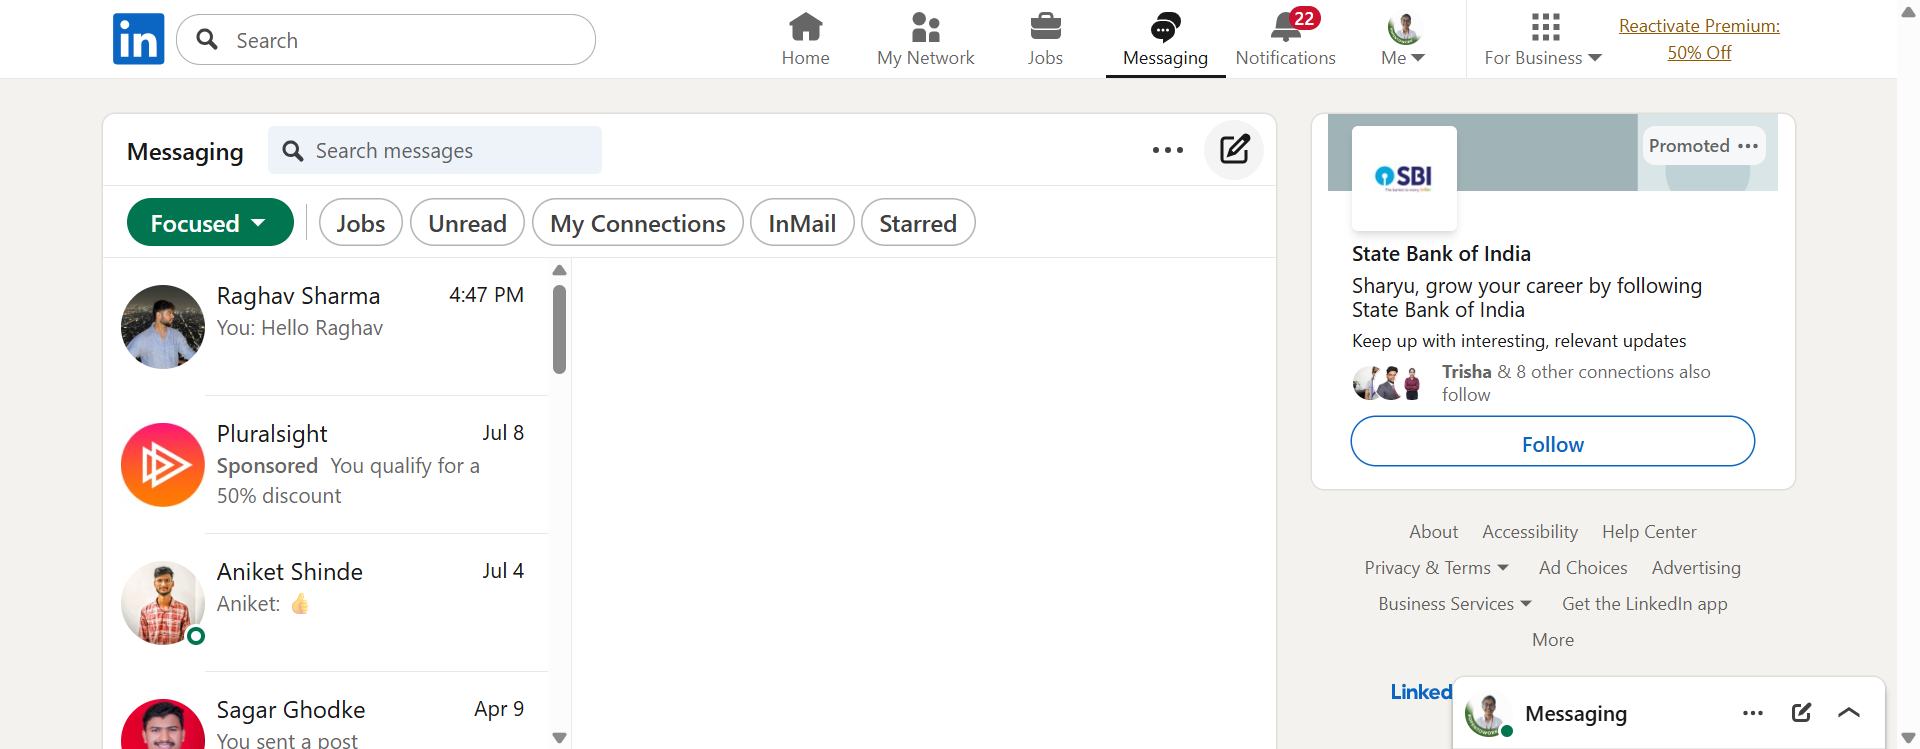 in
Search
Home
My Network
Jobs
Messaging
22
Notifications
Me
For Business
Reactivate Premium:
50% Off
Messaging
Search messages
Focused
Jobs
Unread
My Connections
InMail
Starred
Raghav Sharma
4:47 PM
You: Hello Raghav
Pluralsight
Jul 8
Sponsored You qualify for a
50% discount
Aniket Shinde
Jul 4
Aniket: 👍
Sagar Ghodke
Apr 9
You sent a post
Promoted
SBI
State Bank of India
Sharyu, grow your career by following
State Bank of India
Keep up with interesting, relevant updates
Trisha & 8 other connections also
follow
Follow
About
Accessibility
Help Center
Privacy & Terms
Ad Choices
Advertising
Business Services
Get the LinkedIn app
More
Linked
Messaging